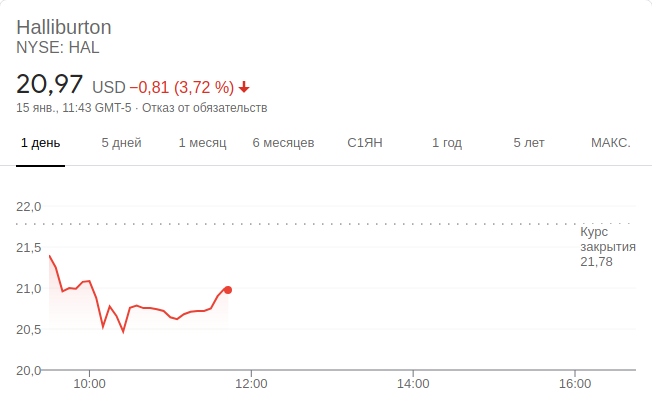 Halliburton
NYSE: HAL
20,97 USD −0,81 (3,72 %)
15 янв., 11:43 GMT-5 · Отказ от обязательств
1 день 5 дней 1 месяц 6 месяцев С1ЯН 1 год 5 лет МАКС.
22,0
Курс
закрытия
21,5
21,78
21,0
20,5
20,0
10:00 12:00 14:00 16:00